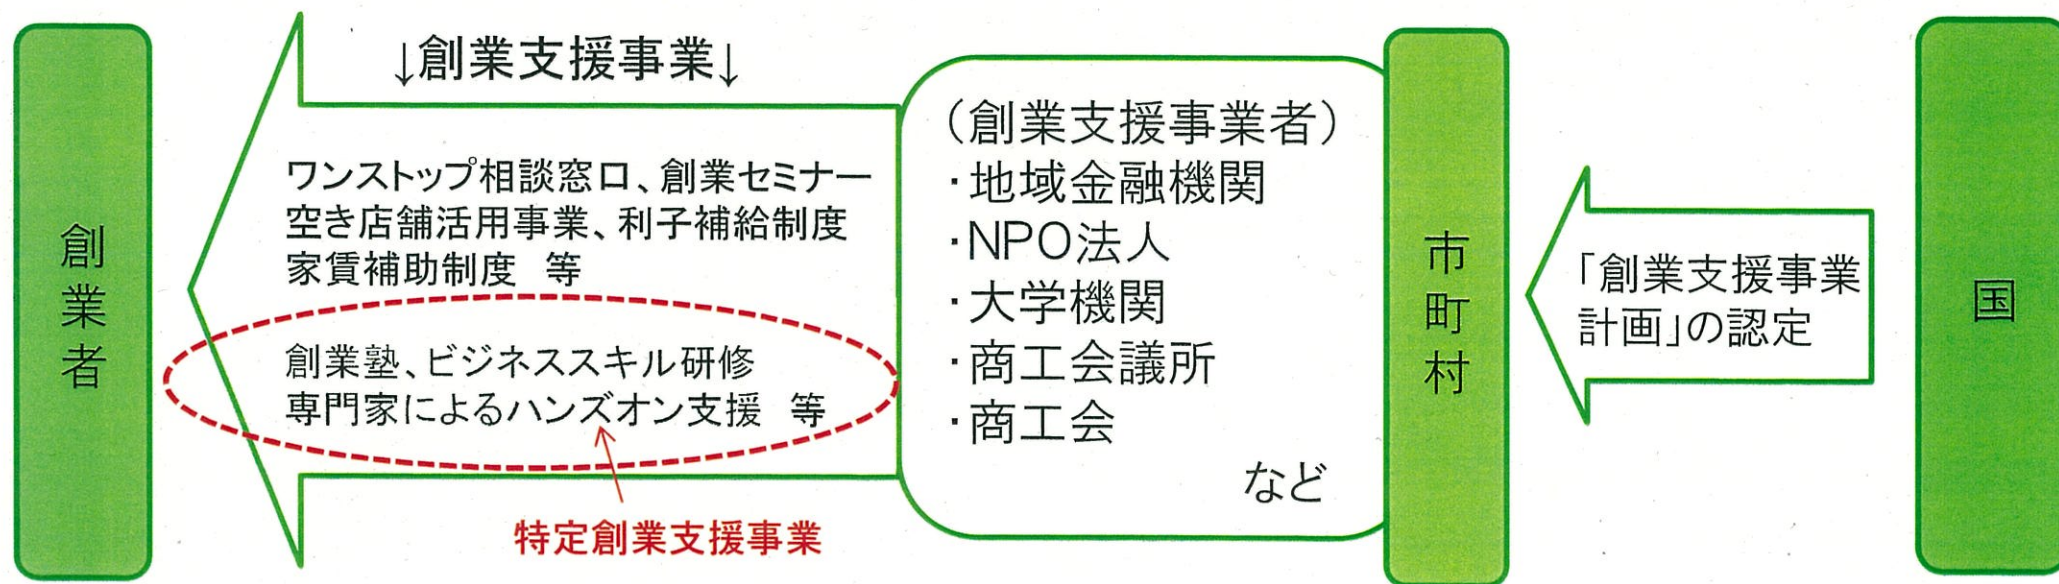 創業者
↓創業支援事業↓
ワンストップ相談窓口、創業セミナー
空き店舗活用事業、利子補給制度
家賃補助制度　等
創業塾、ビジネススキル研修
専門家によるハンズオン支援　等
特定創業支援事業
（創業支援事業者）
・地域金融機関
・NPO法人
・大学機関
・商工会議所
・商工会
など
市町村
「創業支援事業
計画」の認定
国